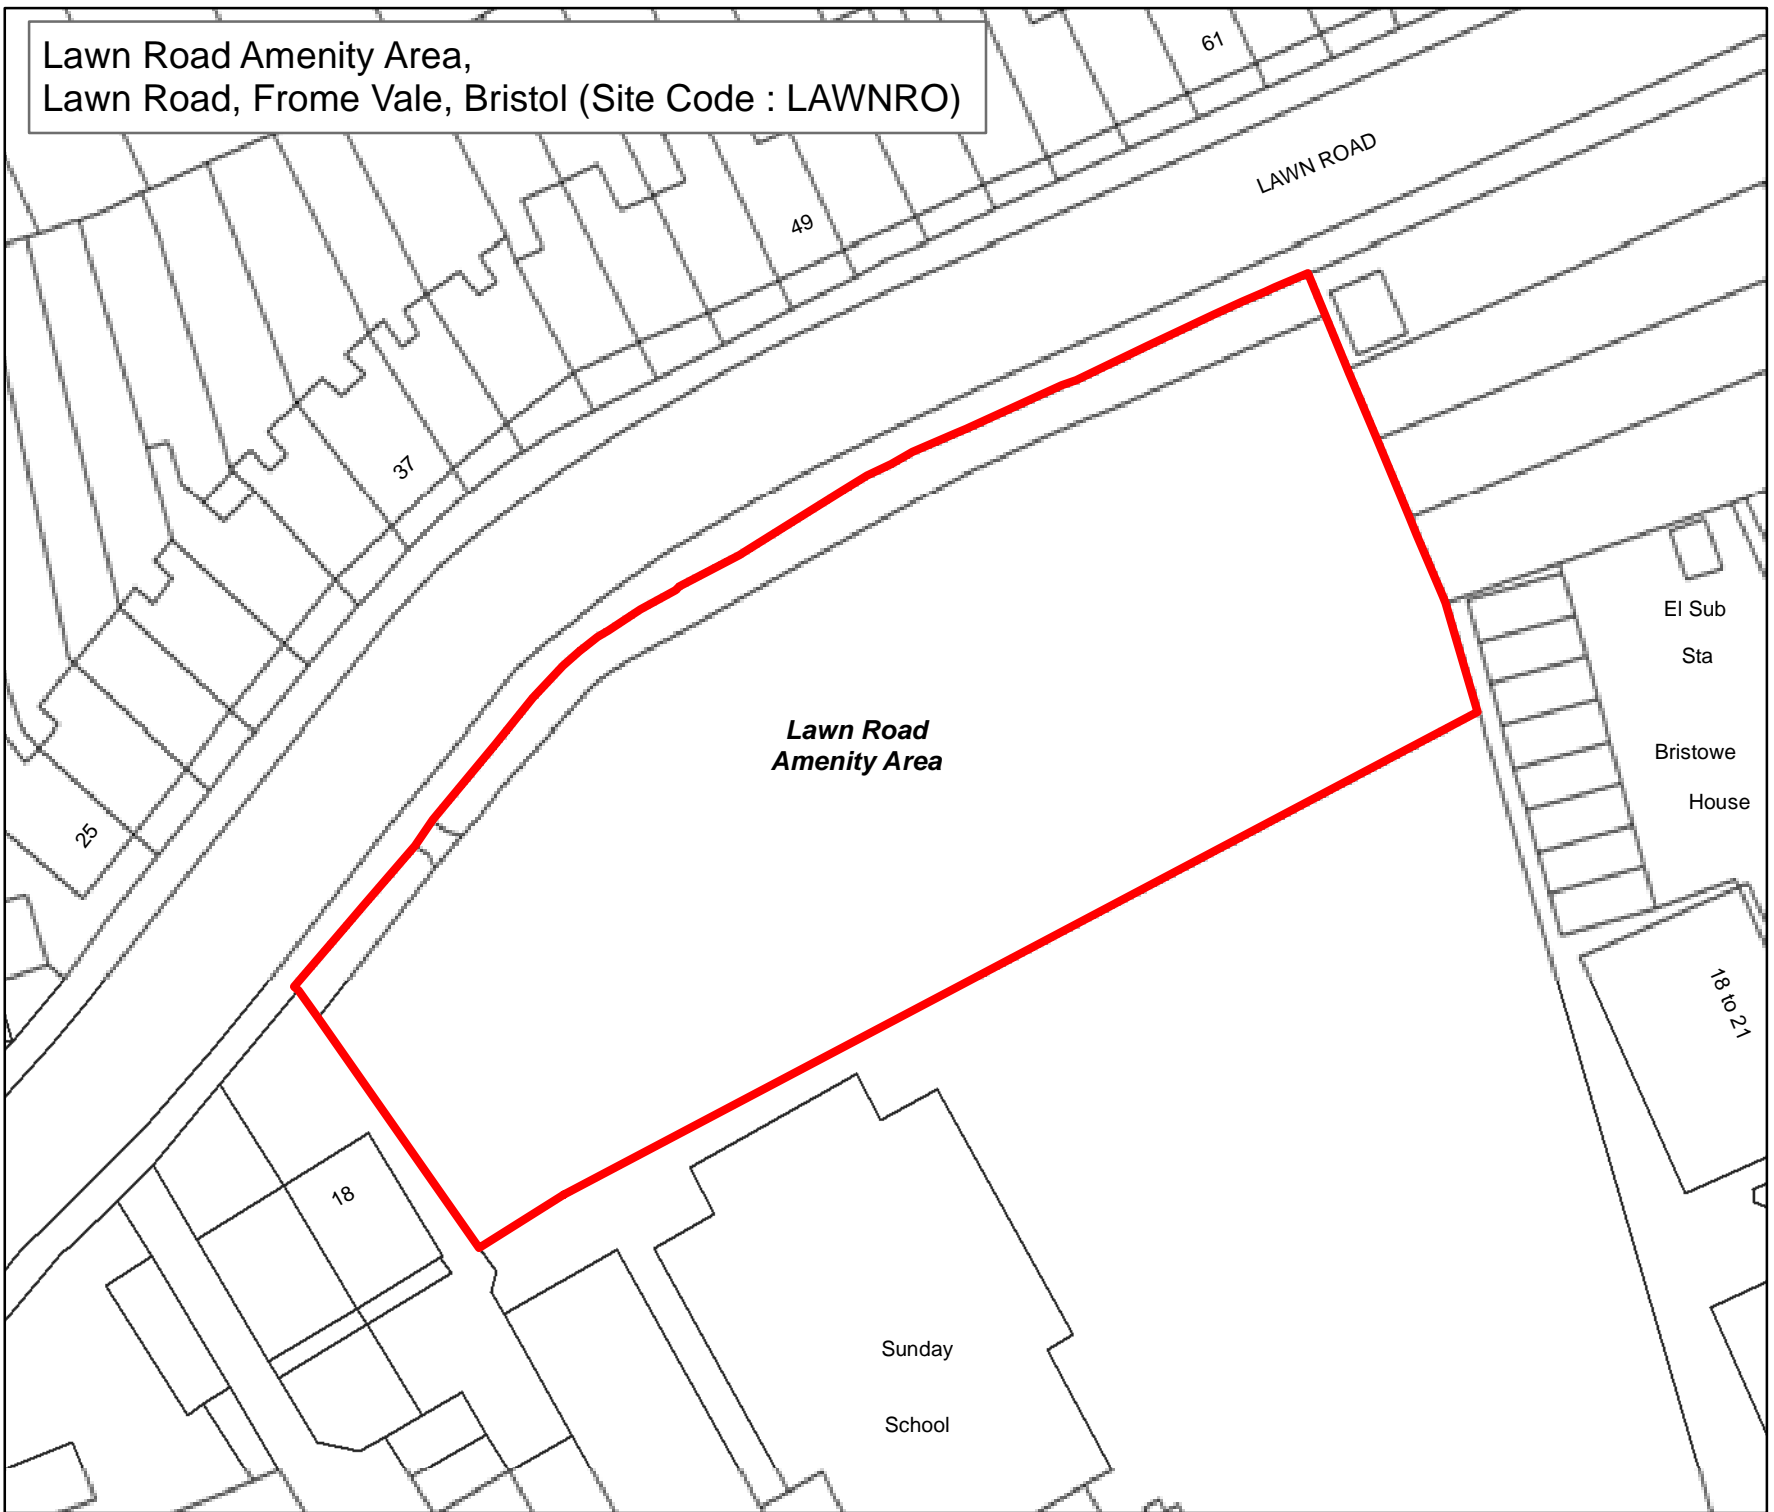 Lawn Road Amenity Area,
Lawn Road, Frome Vale, Bristol (Site Code : LAWNRO)
61
LAWN ROAD
49
37
El Sub
Sta
Lawn Road
Amenity Area
Bristowe
House
25
18 to 21
18
Sunday
School